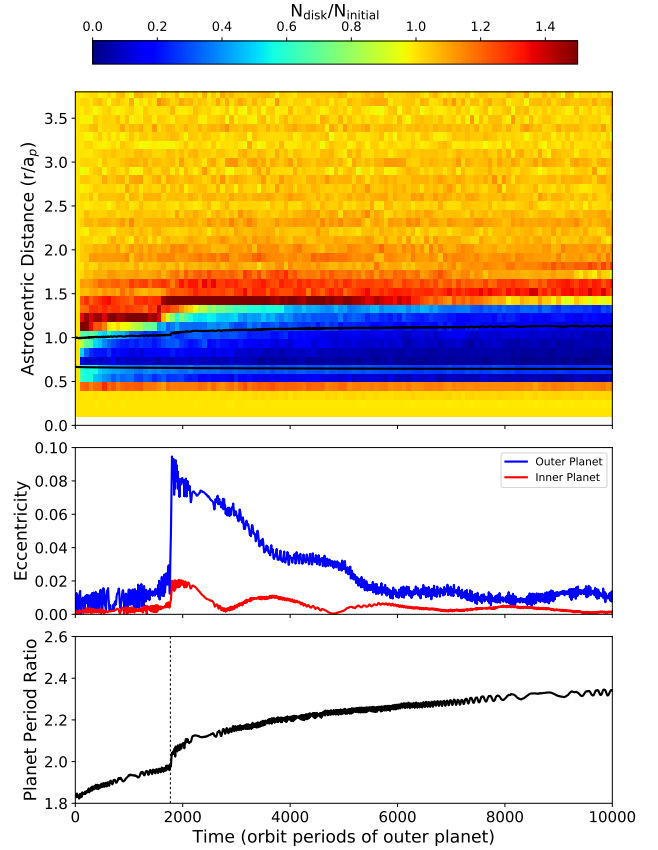 N_disk/N_initial
0.0 0.2 0.4 0.6 0.8 1.0 1.2 1.4
Astrocentric Distance (r/a_p)
3.5
3.0
2.5
2.0
1.5
1.0
0.5
0.0
Eccentricity
0.10
0.08
0.06
0.04
0.02
0.00
Outer Planet
Inner Planet
Planet Period Ratio
2.6
2.4
2.2
2.0
1.8
0 2000 4000 6000 8000 10000
Time (orbit periods of outer planet)